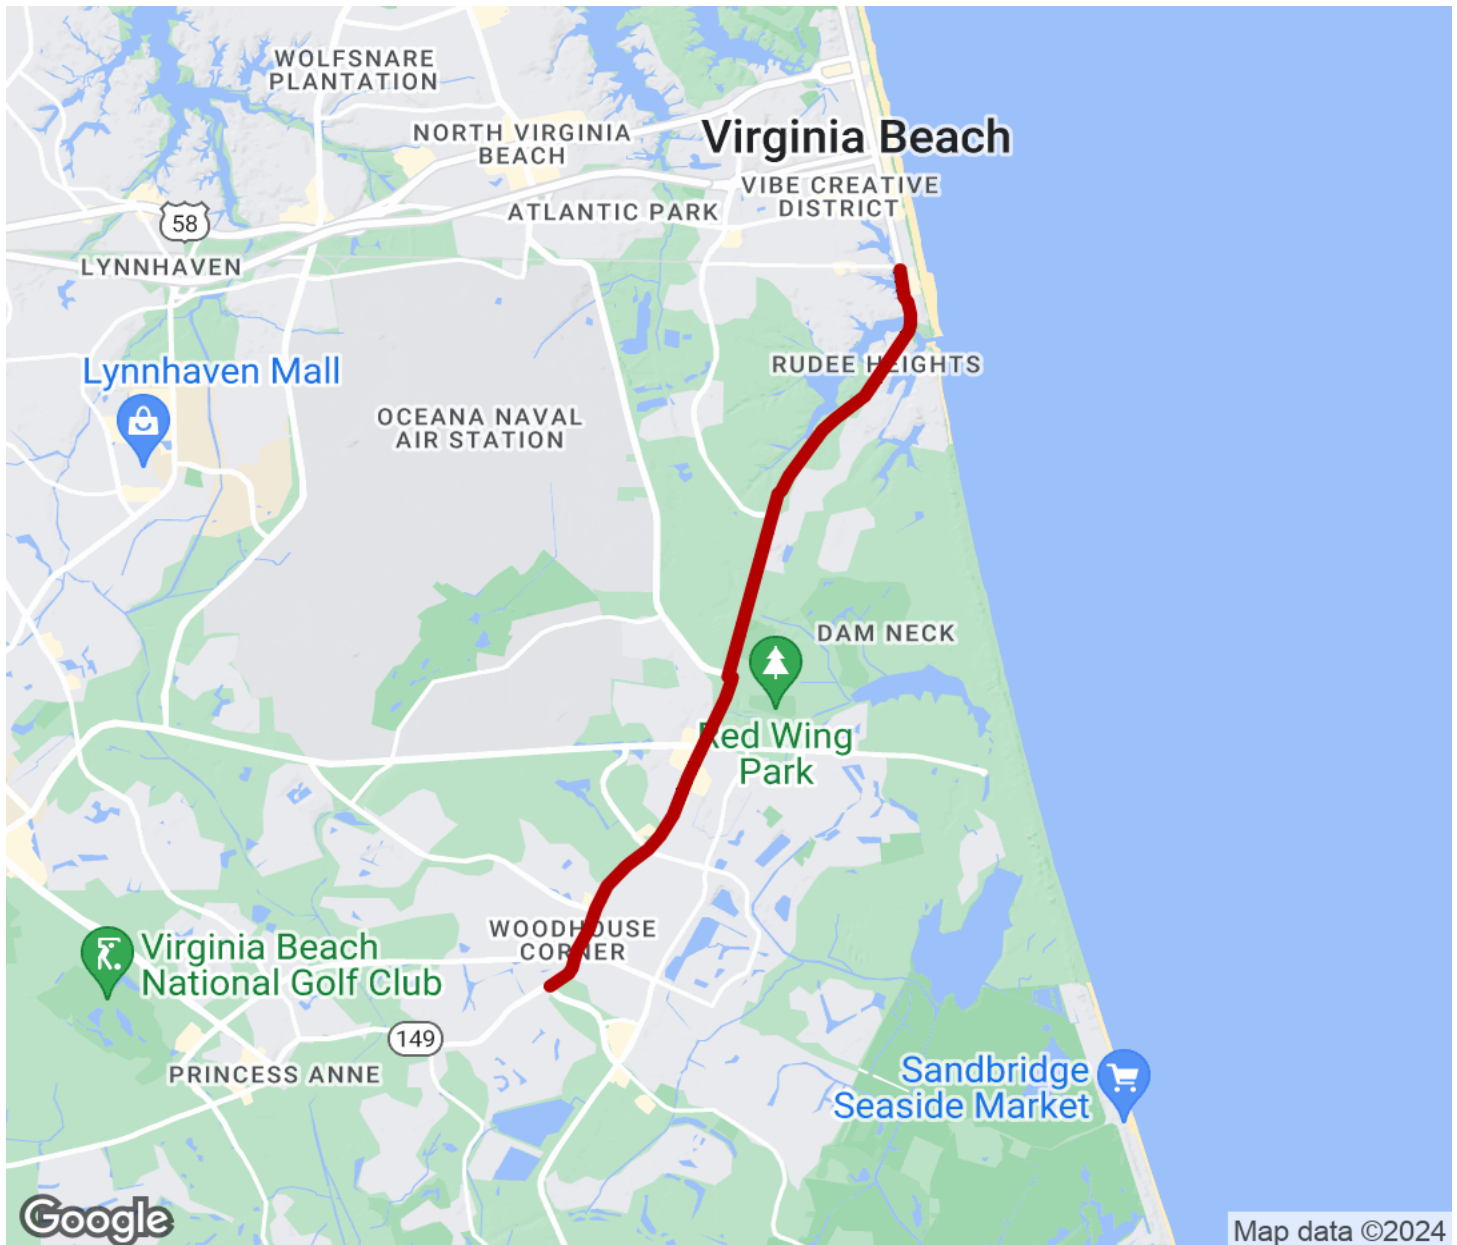 WOLFSNARE
PLANTATION
NORTH VIRGINIA
BEACH
Virginia Beach
VIBE CREATIVE
DISTRICT
ATLANTIC PARK
58
LYNNHAVEN
Lynnhaven Mall
RUDEE HEIGHTS
OCEANA NAVAL
AIR STATION
DAM NECK
Red Wing
Park
WOODHOUSE
CORNER
Virginia Beach
National Golf Club
149
PRINCESS ANNE
Sandbridge
Seaside Market
Google
Map data ©2024